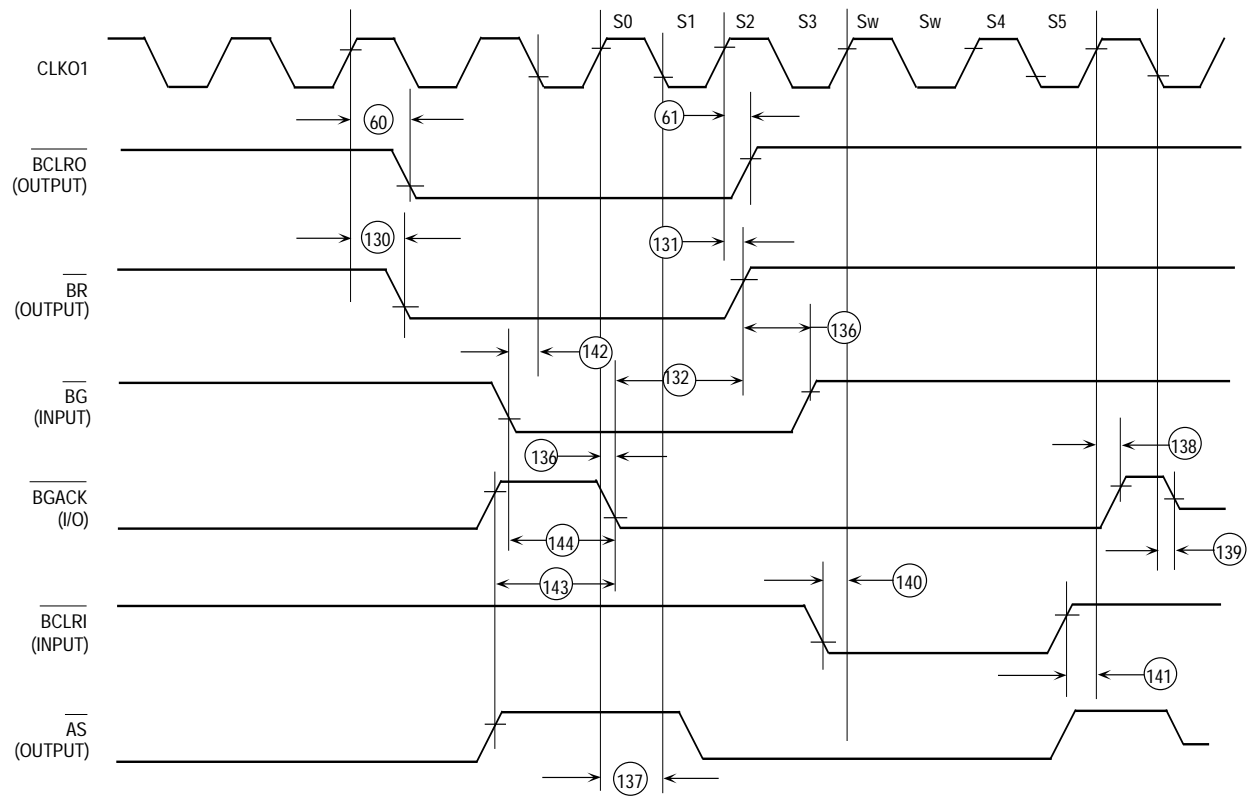 S0 S1 S2 S3 Sw Sw S4 S5
CLKO1
60
61
BCLRO
(OUTPUT)
130
131
BR
(OUTPUT)
136
142
132
BG
(INPUT)
136
138
BGACK
(I/O)
144
139
143
140
BCLRI
(INPUT)
141
AS
(OUTPUT)
137